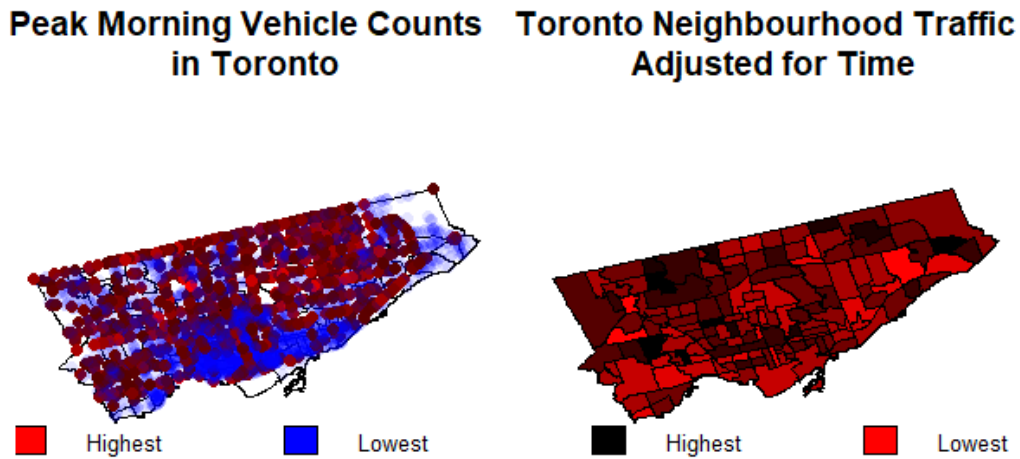 Peak Morning Vehicle Counts
in Toronto
Toronto Neighbourhood Traffic
Adjusted for Time
Highest
Lowest
Highest
Lowest